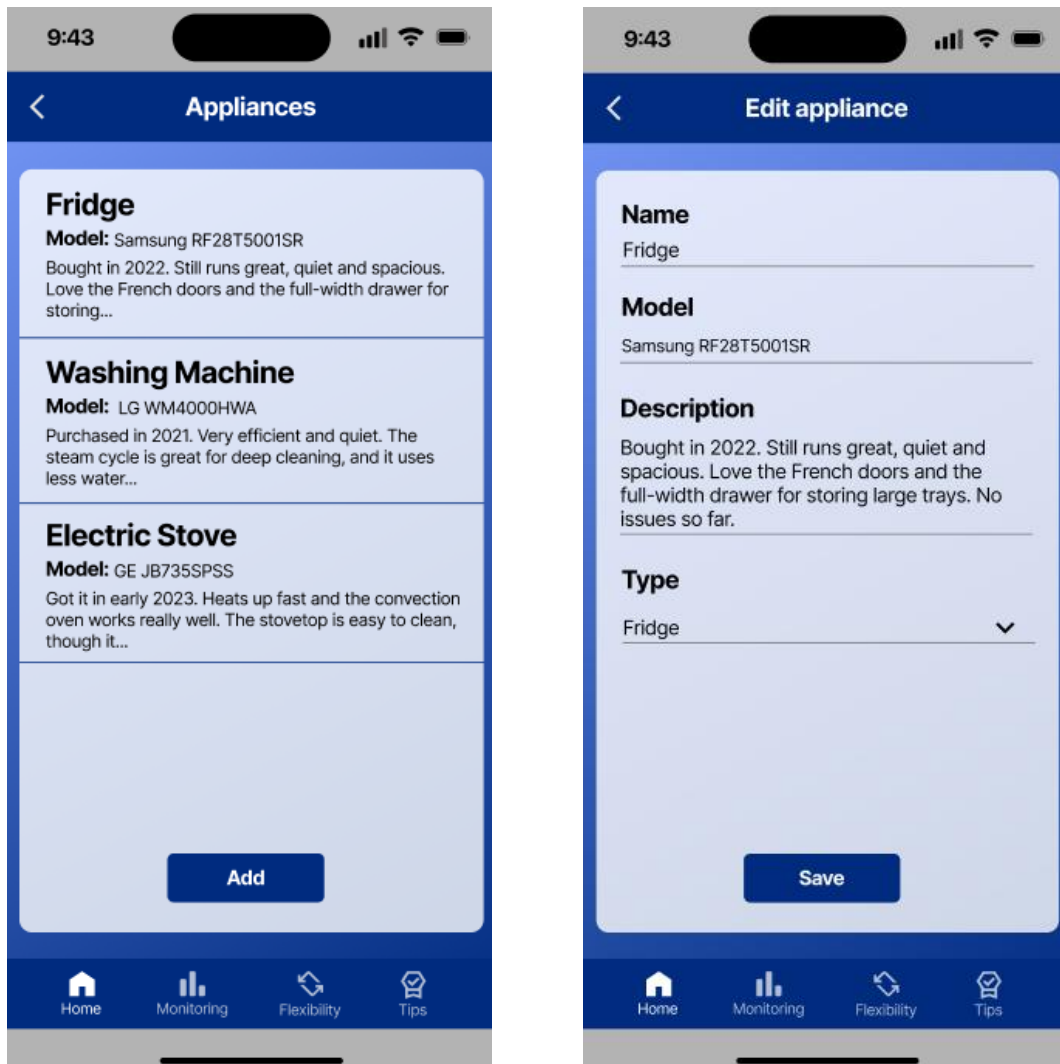 9:43
Appliances
Fridge
Model: Samsung RF28T5001SR
Bought in 2022. Still runs great, quiet and spacious.
Love the French doors and the full-width drawer for
storing...
Washing Machine
Model: LG WM4000HWA
Purchased in 2021. Very efficient and quiet. The
steam cycle is great for deep cleaning, and it uses
less water...
Electric Stove
Model: GE JB735SPSS
Got it in early 2023. Heats up fast and the convection
oven works really well. The stovetop is easy to clean,
though it...
Add
Home Monitoring Flexibility Tips
9:43
Edit appliance
Name
Fridge
Model
Samsung RF28T5001SR
Description
Bought in 2022. Still runs great, quiet and
spacious. Love the French doors and the
full-width drawer for storing large trays. No
issues so far.
Type
Fridge
Save
Home Monitoring Flexibility Tips